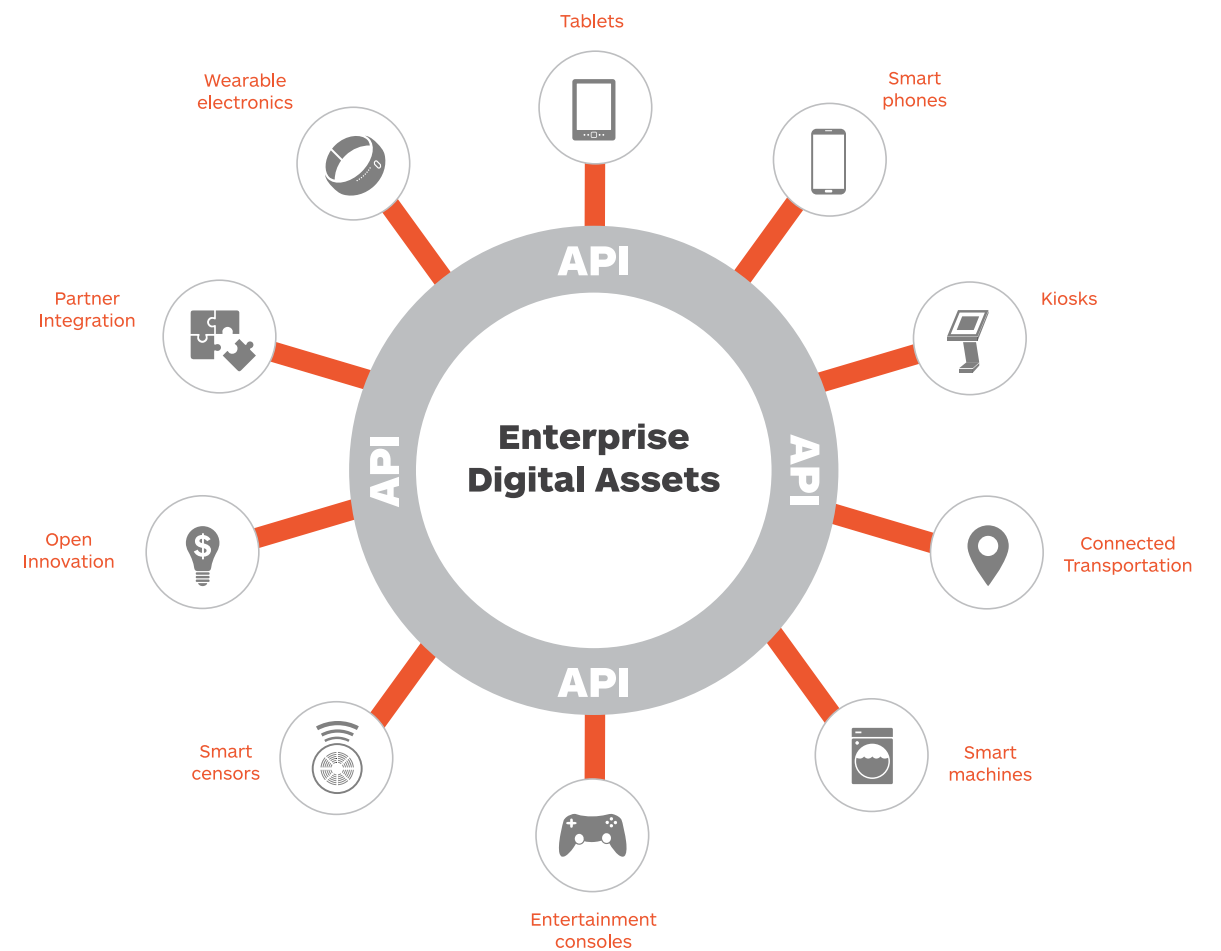 Tablets
Wearable
electronics
Smart
phones
Partner
Integration
Kiosks
API
API
Enterprise
Digital Assets
API
API
Open
Innovation
Connected
Transportation
Smart
censors
Smart
machines
Entertainment
consoles
$